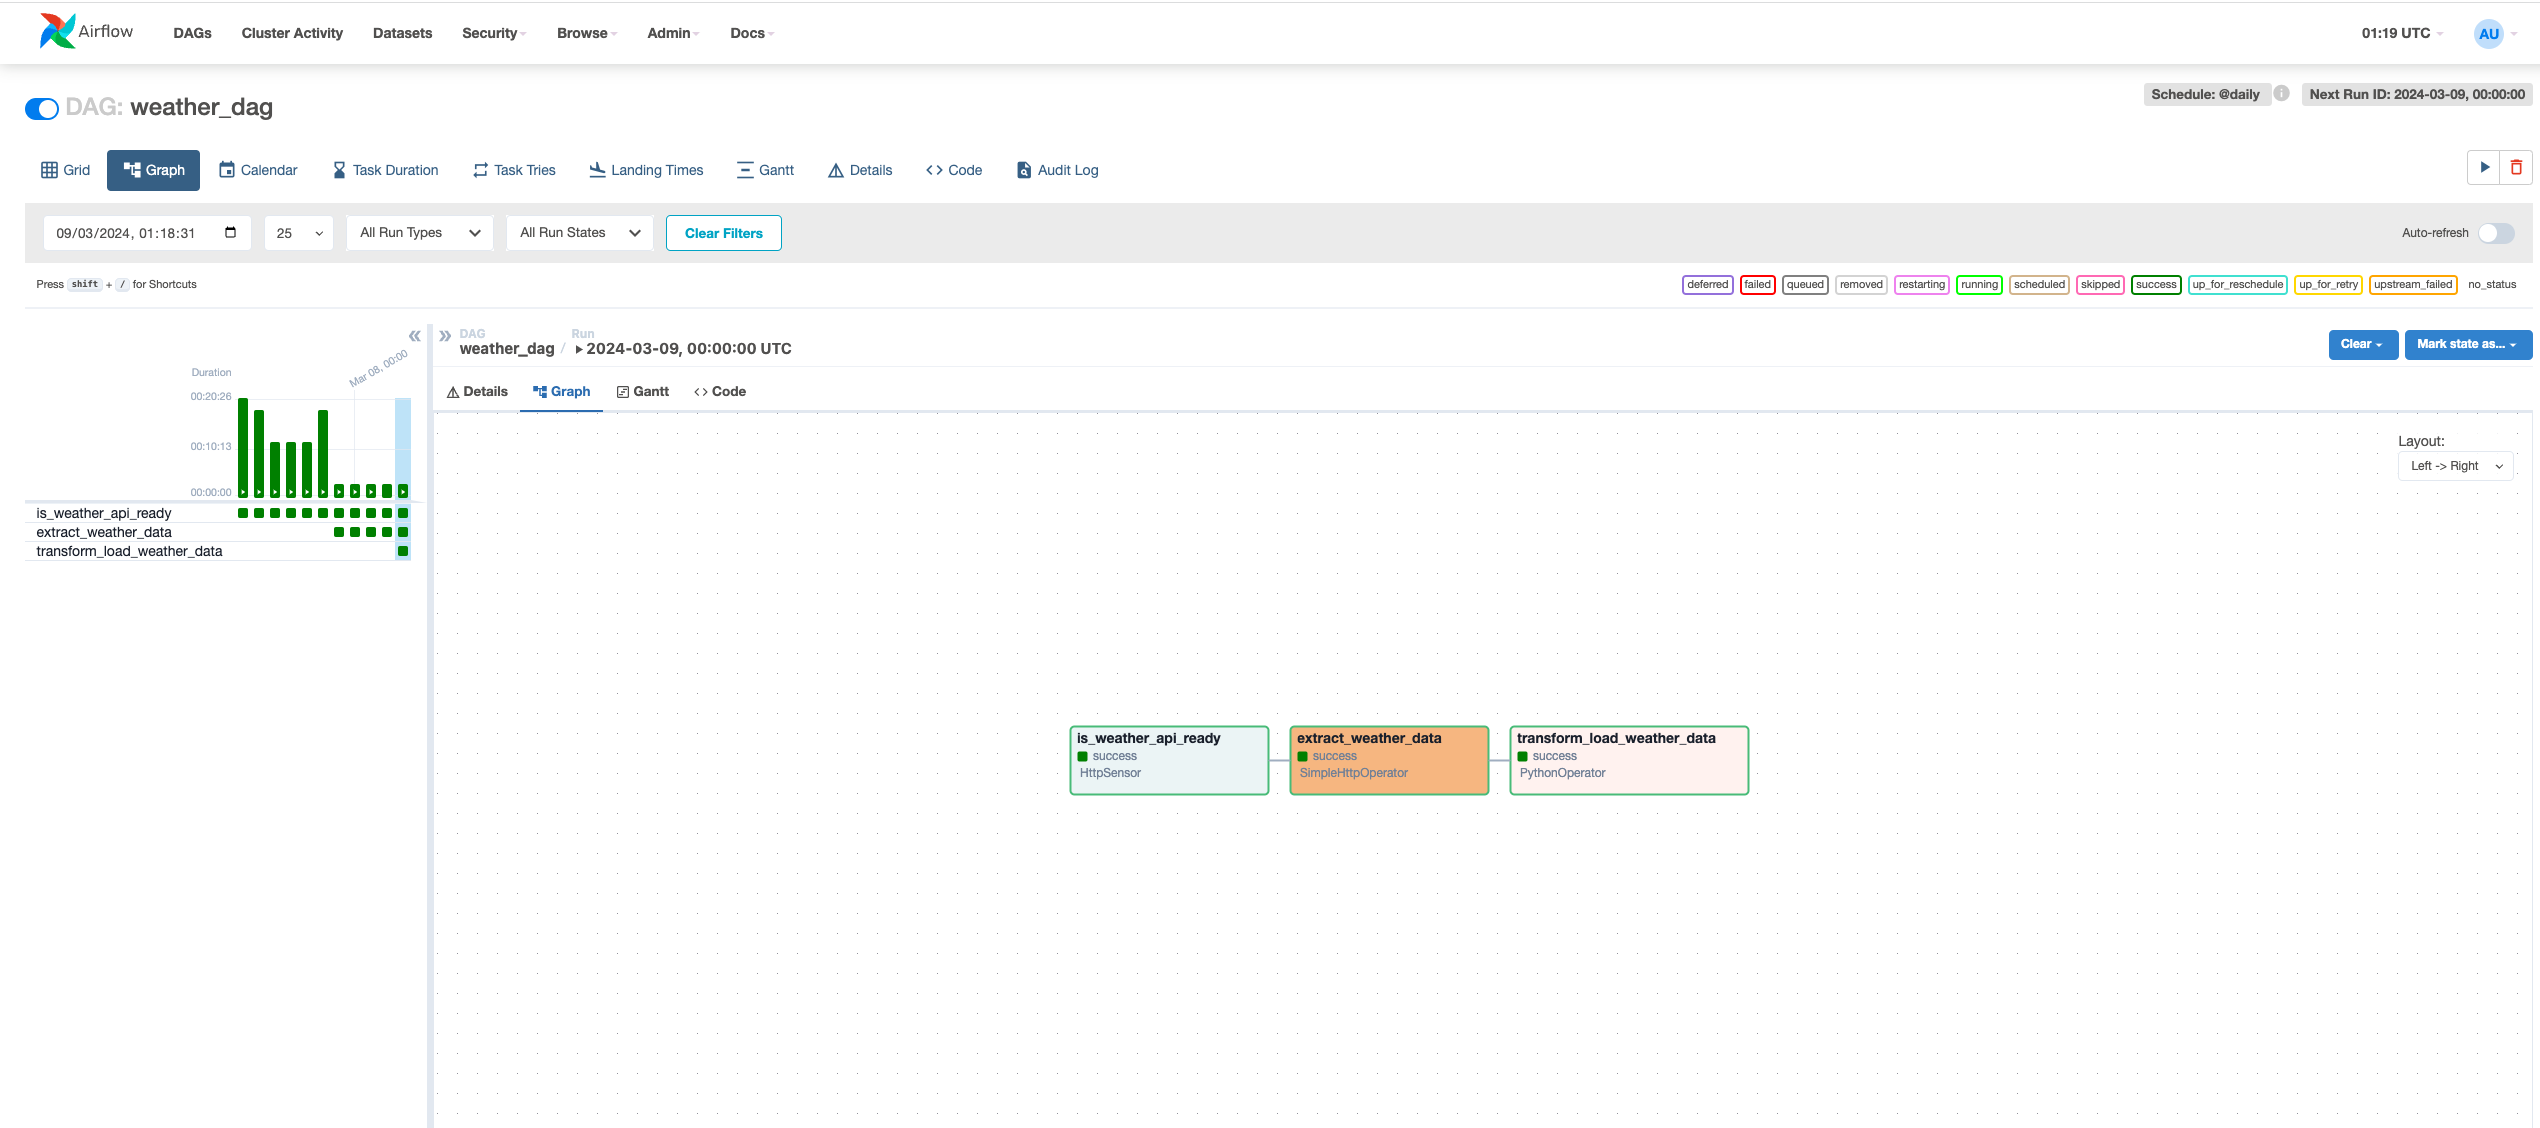 Airflow
DAGs Cluster Activity Datasets Security Browse Admin Docs 01:19 UTC AU
DAG: weather_dag
Schedule: @daily i Next Run ID: 2024-03-09, 00:00:00
Grid Graph Calendar Task Duration Task Tries Landing Times Gantt Details Code Audit Log
09/03/2024, 01:18:31 25 All Run Types All Run States Clear Filters Auto-refresh
Press shift + / for Shortcuts
deferred failed queued removed restarting running scheduled skipped success up_for_reschedule up_for_retry upstream_failed no_status
Mar 08, 00:00
Duration
00:20:26
00:10:13
00:00:00
is_weather_api_ready
extract_weather_data
transform_load_weather_data
DAG Run
weather_dag / 2024-03-09, 00:00:00 UTC
Clear Mark state as...
Details Graph Gantt Code
Layout:
Left -> Right
is_weather_api_ready
success
HttpSensor
extract_weather_data
success
SimpleHttpOperator
transform_load_weather_data
success
PythonOperator